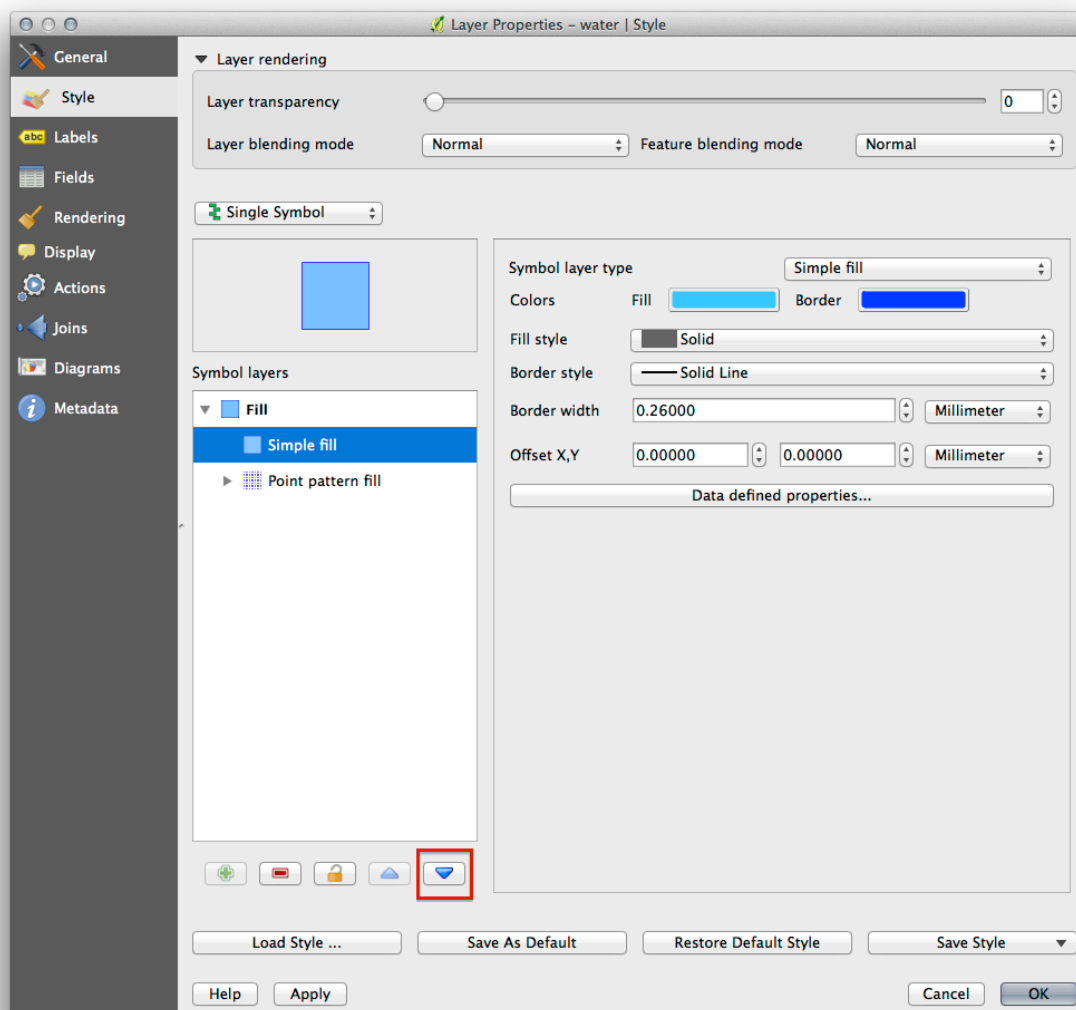 Layer Properties – water | Style
General
Style
abc Labels
Fields
Rendering
Display
Actions
Joins
Diagrams
i Metadata
Layer rendering
Layer transparency 0
Layer blending mode Normal Feature blending mode Normal
Single Symbol
Symbol layers
Fill
Simple fill
Point pattern fill
Symbol layer type Simple fill
Colors Fill Border
Fill style Solid
Border style Solid Line
Border width 0.26000 Millimeter
Offset X,Y 0.00000 0.00000 Millimeter
Data defined properties...
Load Style ... Save As Default Restore Default Style Save Style
Help Apply Cancel OK